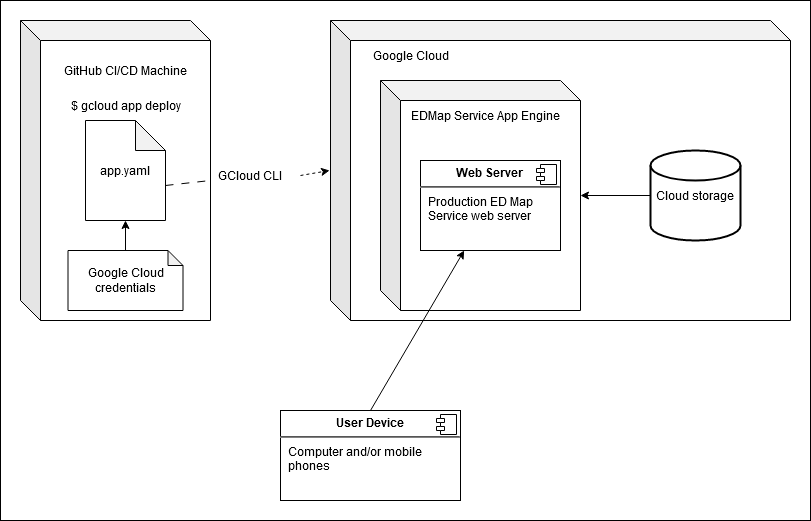 GitHub CI/CD Machine
$ gcloud app deploy
app.yaml
Google Cloud
credentials
GCloud CLI
Google Cloud
EDMap Service App Engine
Web Server
Production ED Map
Service web server
Cloud storage
User Device
Computer and/or mobile
phones